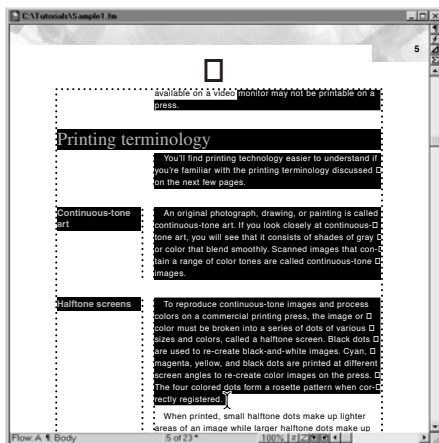 C:\Tutorials\Sample1.fm
5
available on a video monitor may not be printable on a
press.
Printing terminology
You'll find printing technology easier to understand if
you're familiar with the printing terminology discussed
on the next few pages.
Continuous-tone
art
An original photograph, drawing, or painting is called
continuous-tone art. If you look closely at continuous-
tone art, you will see that it consists of shades of gray
or color that blend smoothly. Scanned images that con-
tain a range of color tones are called continuous-tone
images.
Halftone screens
To reproduce continuous-tone images and process
colors on a commercial printing press, the image or
color must be broken into a series of dots of various
sizes and colors, called a halftone screen. Black dots
are used to re-create black-and-white images. Cyan,
magenta, yellow, and black dots are printed at different
screen angles to re-create color images on the press.
The four colored dots form a rosette pattern when cor-
rectly registered.
When printed, small halftone dots make up lighter
areas of an image while larger halftone dots make up
Flow: A ¶: Body
5 of 23 *
100%